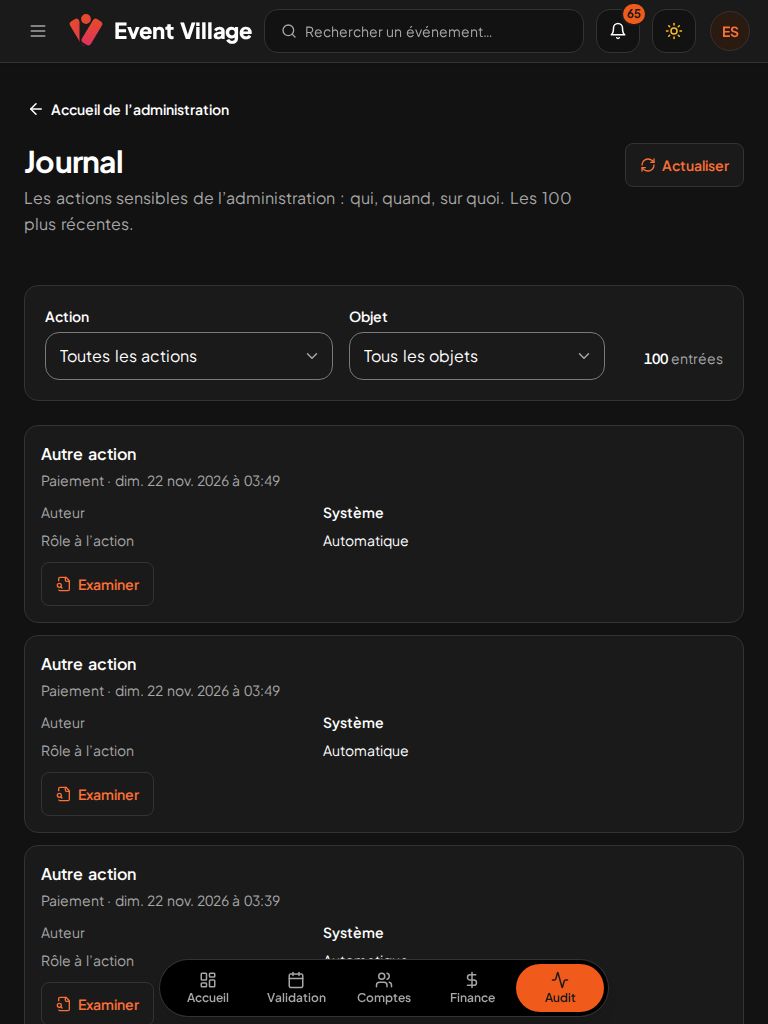 Event Village
Rechercher un événement...
65
ES
Accueil de l'administration
Journal
Actualiser
Les actions sensibles de l'administration : qui, quand, sur quoi. Les 100
plus récentes.
Action
Objet
Toutes les actions
Tous les objets
100 entrées
Autre action
Paiement · dim. 22 nov. 2026 à 03:49
Auteur
Système
Rôle à l'action
Automatique
Examiner
Autre action
Paiement · dim. 22 nov. 2026 à 03:49
Auteur
Système
Rôle à l'action
Automatique
Examiner
Autre action
Paiement · dim. 22 nov. 2026 à 03:39
Auteur
Système
Rôle à l'action
Examiner
Accueil
Validation
Comptes
Finance
Audit